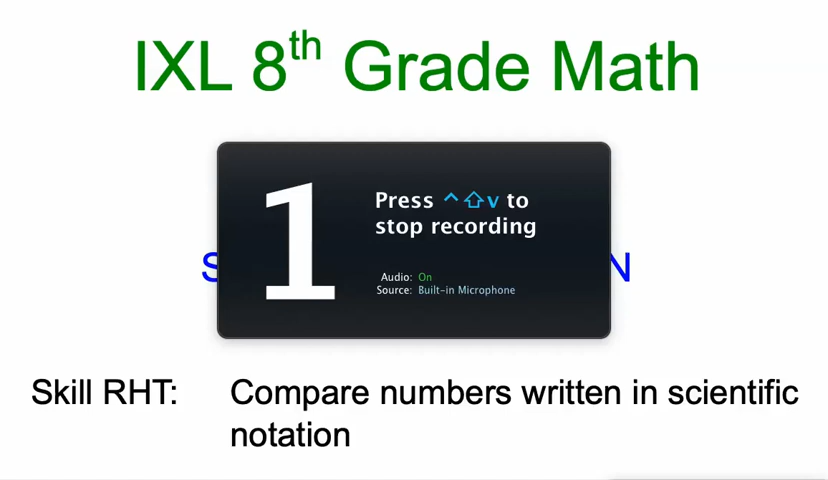 IXL 8th Grade Math
1
Press ^⇧v to
stop recording
Audio: On
Source: Built-in Microphone
Skill RHT: Compare numbers written in scientific
notation